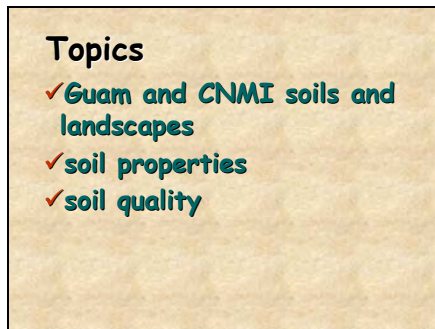 Topics
✓Guam and CNMI soils and
landscapes
✓soil properties
✓soil quality